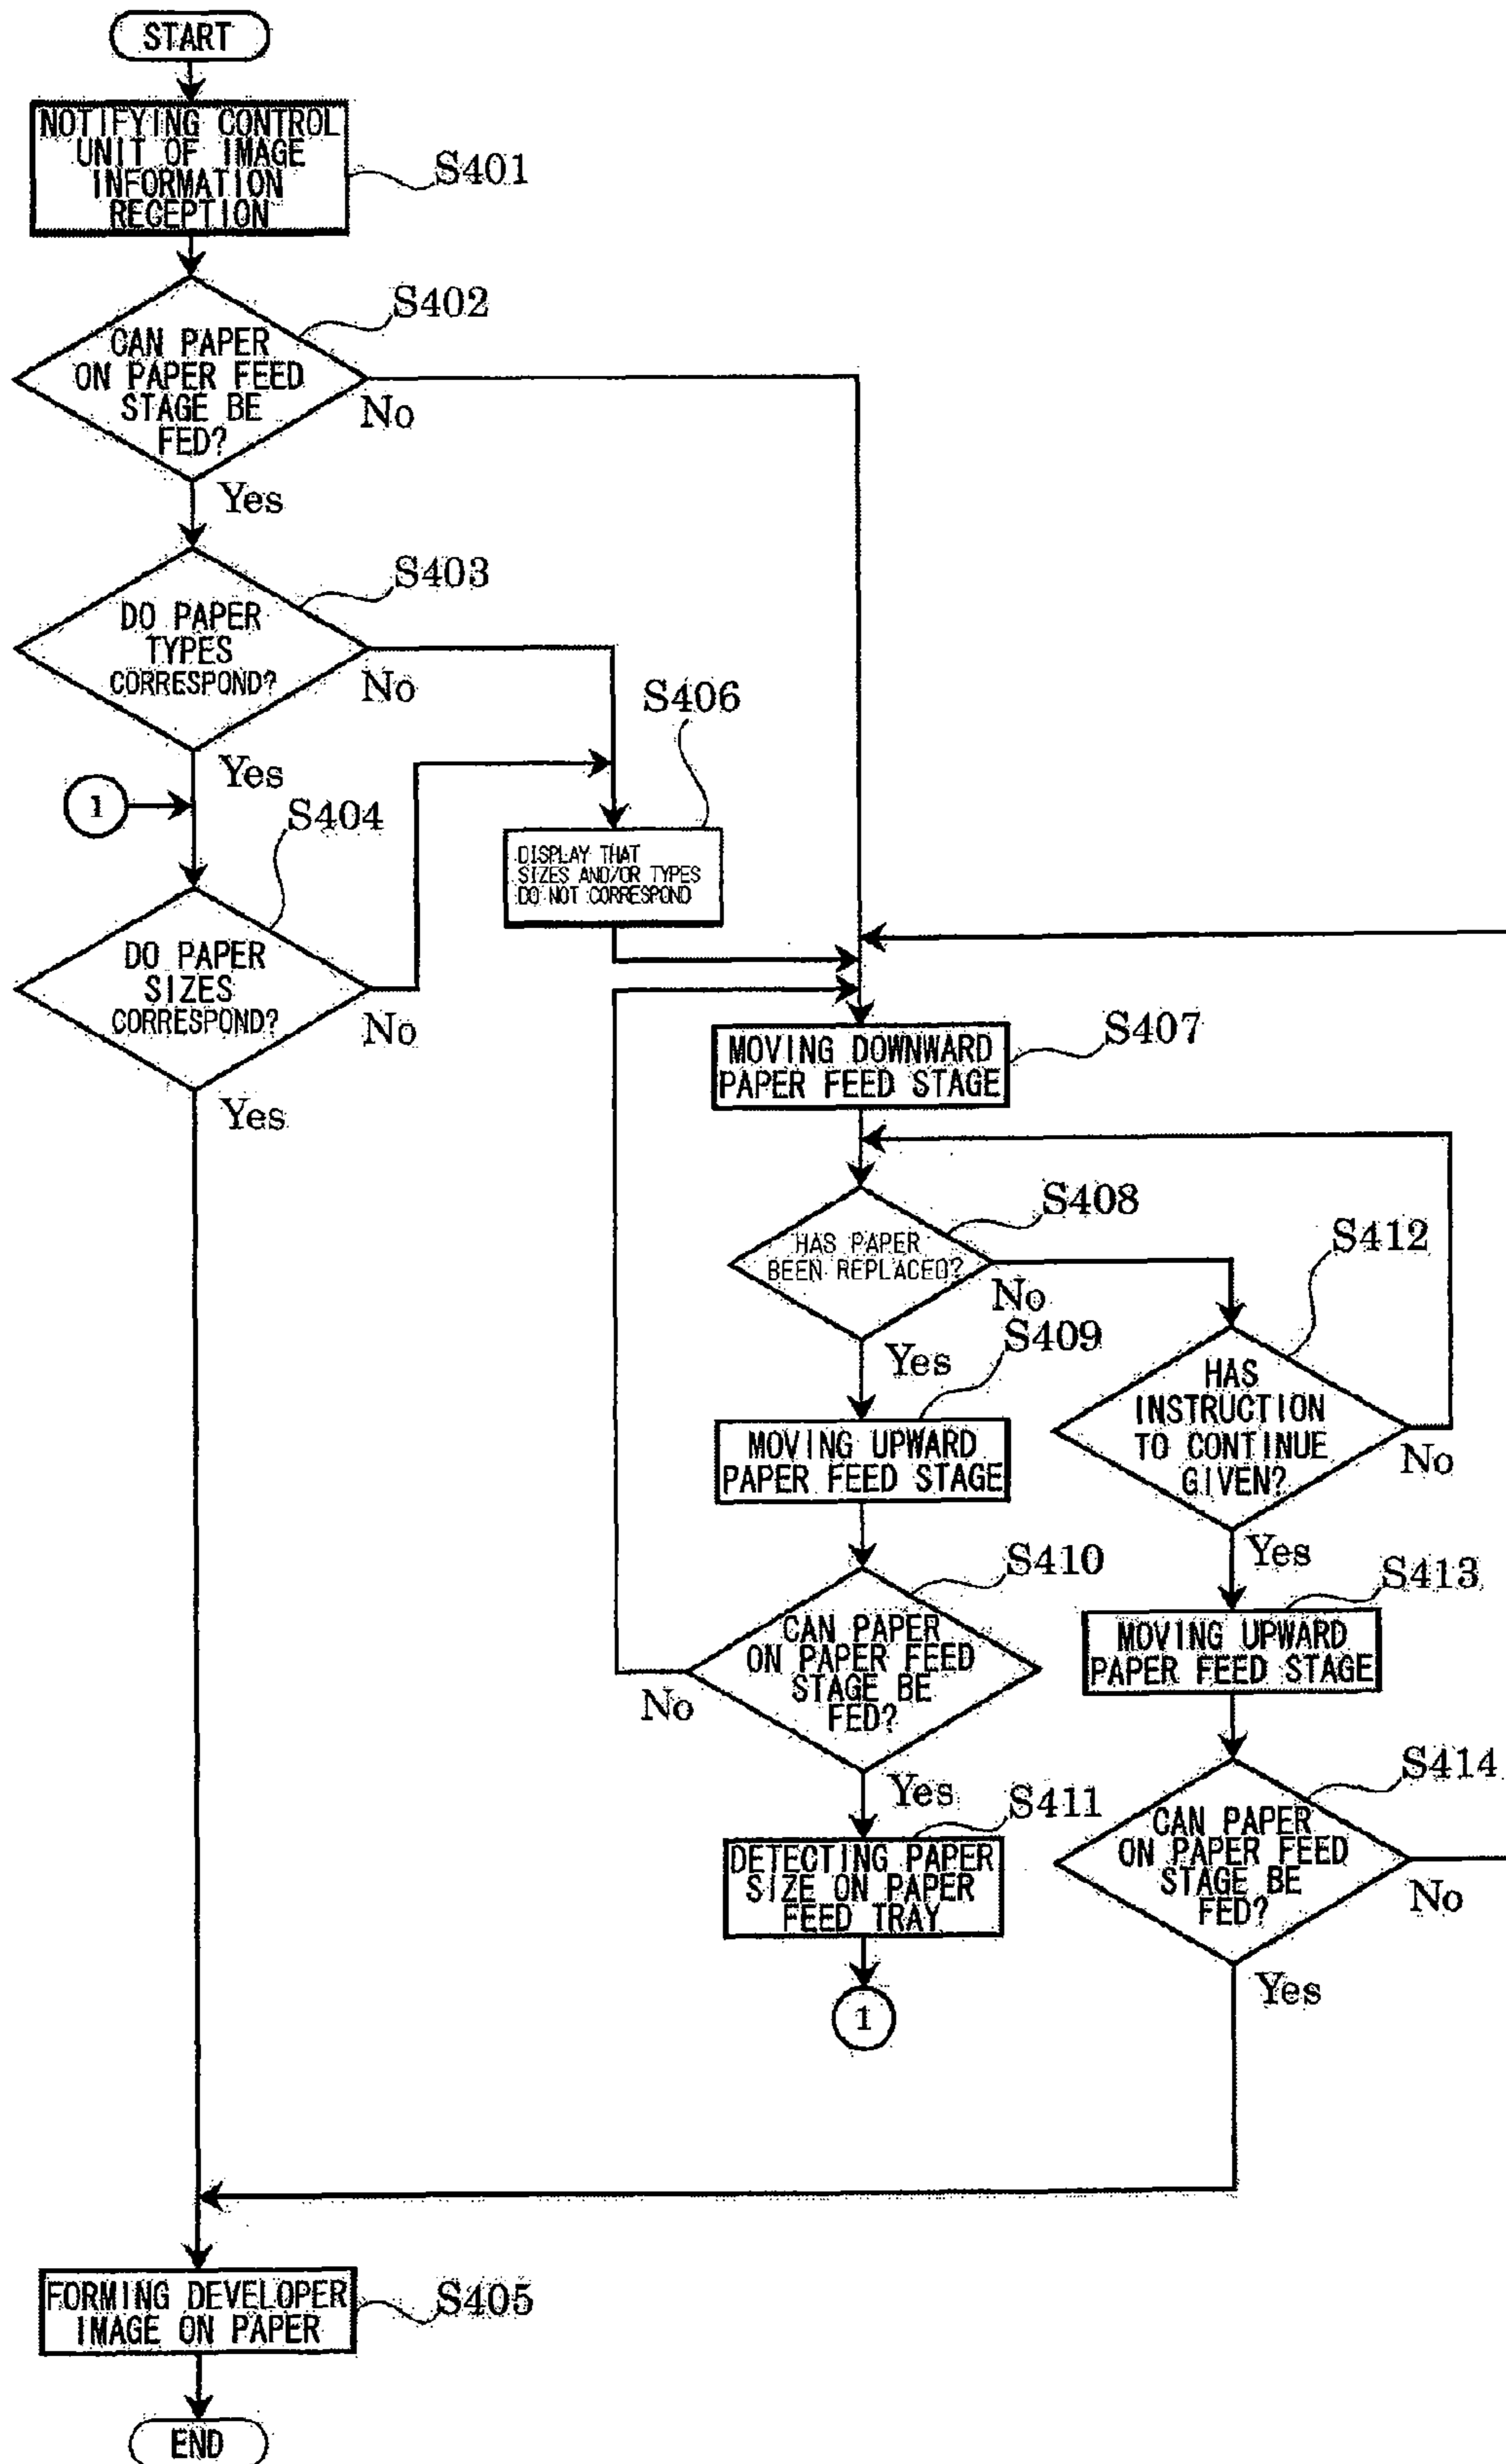 START
NOTIFYING CONTROL
UNIT OF IMAGE
INFORMATION
RECEPTION
S401
CAN PAPER
ON PAPER FEED
STAGE BE
FED?
S402
No
Yes
DO PAPER
TYPES
CORRESPOND?
S403
No
Yes
1
S404
DO PAPER
SIZES
CORRESPOND?
No
Yes
S406
DISPLAY THAT
SIZES AND/OR TYPES
DO NOT CORRESPOND
MOVING DOWNWARD
PAPER FEED STAGE
S407
HAS PAPER
BEEN REPLACED?
S408
No
Yes
S409
MOVING UPWARD
PAPER FEED STAGE
S412
HAS
INSTRUCTION
TO CONTINUE
GIVEN?
No
Yes
CAN PAPER
ON PAPER FEED
STAGE BE
FED?
S410
No
Yes
S413
MOVING UPWARD
PAPER FEED STAGE
S411
DETECTING PAPER
SIZE ON PAPER
FEED TRAY
1
S414
CAN PAPER
ON PAPER FEED
STAGE BE
FED?
No
Yes
FORMING DEVELOPER
IMAGE ON PAPER
S405
END